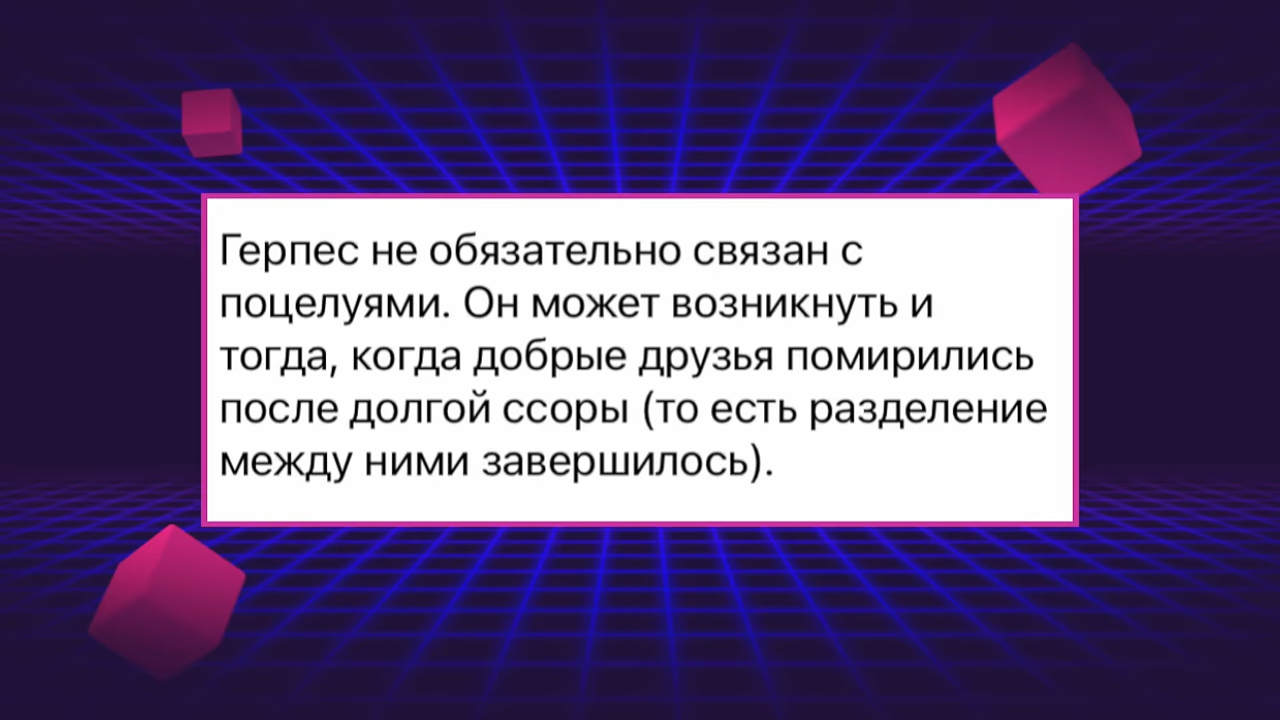 Герпес не обязательно связан с
поцелуями. Он может возникнуть и
тогда, когда добрые друзья помирились
после долгой ссоры (то есть разделение
между ними завершилось).